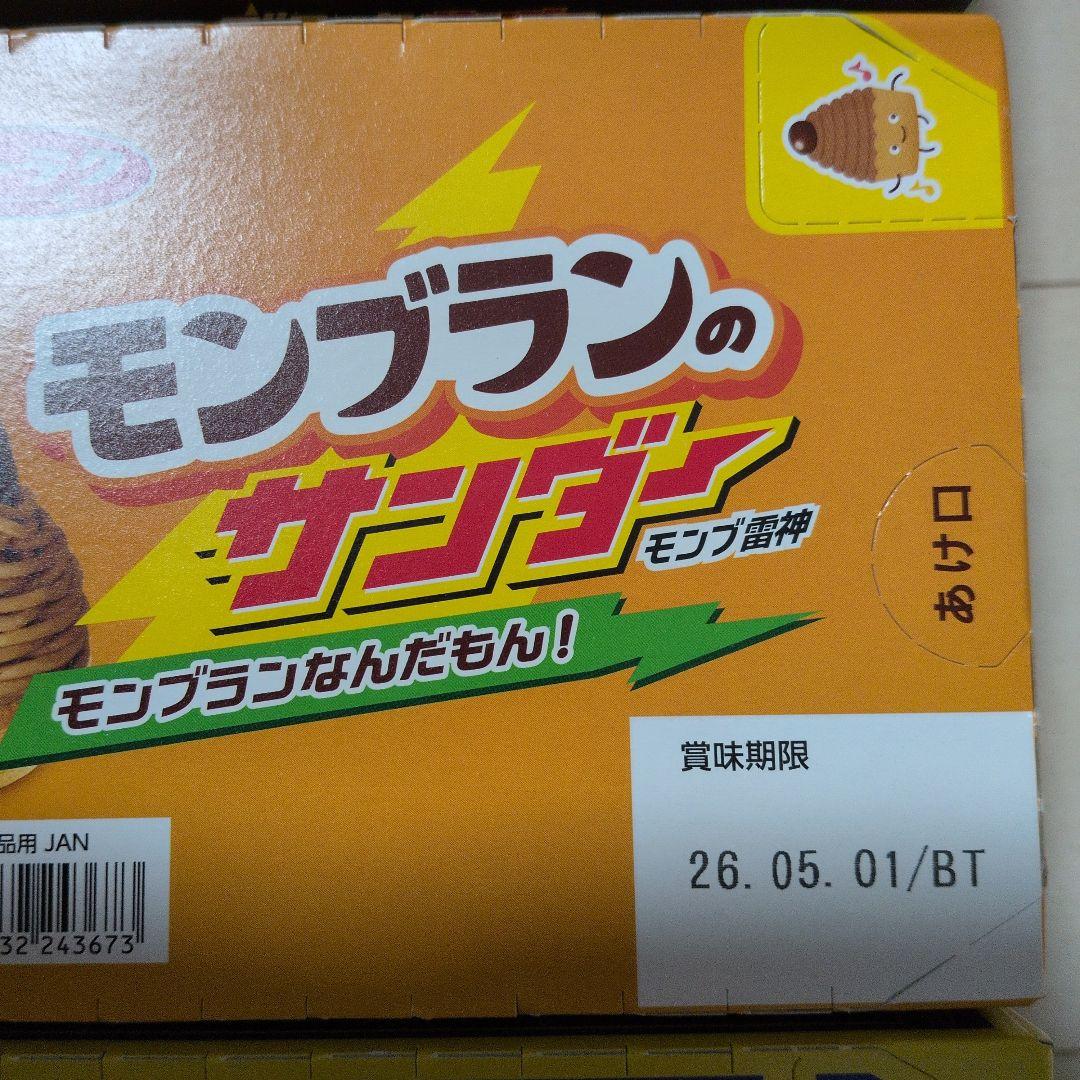 モンブランの
サンダー
モンブ雷神
モンブランなんだもん!
あけ口
賞味期限
26.05.01/BT
品用 JAN
32 243673